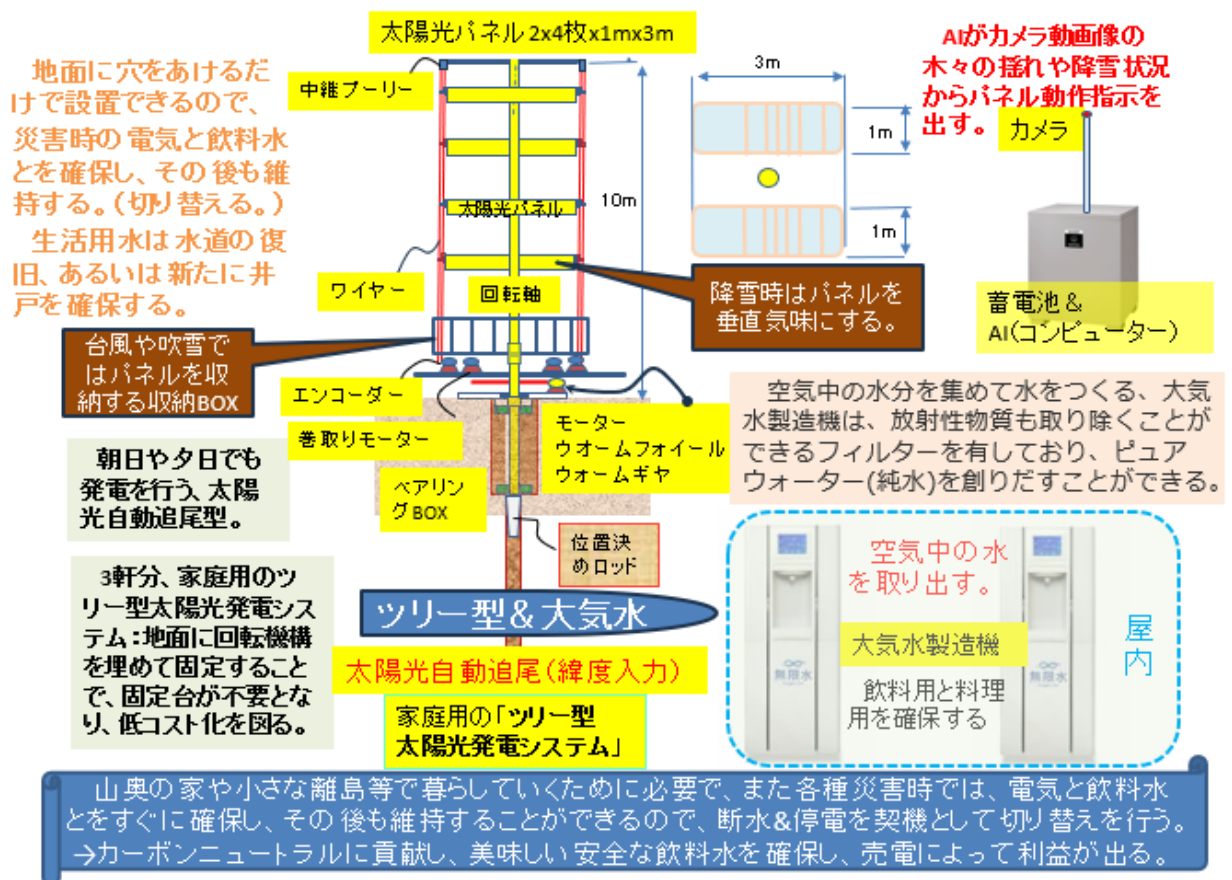 太陽光パネル2x4枚x1mx3m
地面に穴をあけるだ
けで設置できるので、
災害時の電気と飲料水
とを確保し、その後も維
持する。(切り替える。)
生活用水は水道の復
旧、あるいは新たに井
戸を確保する。
中継プーリー
太陽光パネル
10m
ワイヤー
回転軸
3m
1m
1m
AIがカメラ動画像の
木々の揺れや降雪状況
からパネル動作指示を
出す。
カメラ
蓄電池&
AI(コンピューター)
降雪時はパネルを
垂直気味にする。
台風や吹雪で
はパネルを収
納する収納BOX
エンコーダー
巻取りモーター
ベアリン
グBOX
モーター
ウオームフォイール
ウォームギヤ
位置決
めロッド
空気中の水分を集めて水をつくる、大気
水製造機は、放射性物質も取り除くことが
できるフィルターを有しており、ピュア
ウォーター(純水)を創りだすことができる。
朝日や夕日でも
発電を行う、太陽
光自動追尾型。
3軒分、家庭用のツ
リー型太陽光発電シス
テム:地面に回転機構
を埋めて固定すること
で、固定台が不要とな
り、低コスト化を図る。
ツリー型&大気水
太陽光自動追尾(緯度入力)
家庭用の「ツリー型
太陽光発電システム」
空気中の水
を取り出す。
大気水製造機
飲料用と料理
用を確保する
無限水
無限水
屋
内
山奥の家や小さな離島等で暮らしていくために必要で、また各種災害時では、電気と飲料水
とをすぐに確保し、その後も維持することができるので、断水&停電を契機として切り替えを行う。
→カーボンニュートラルに貢献し、美味しい安全な飲料水を確保し、売電によって利益が出る。